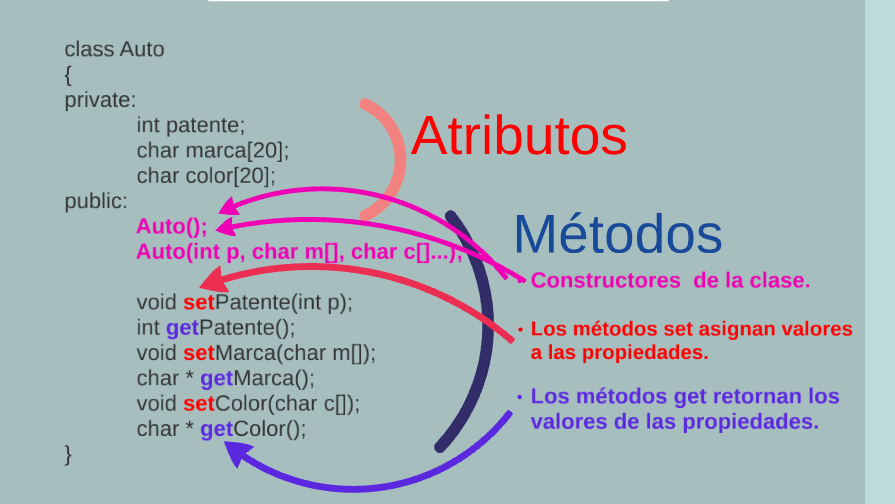 class Auto
{
private:
int patente;
char marca[20];
char color[20];
public:
Auto();
Auto(int p, char m[], char c[]...);
void setPatente(int p);
int getPatente();
void setMarca(char m[]);
char * getMarca();
void setColor(char c[]);
char * getColor();
}
Atributos
Métodos
• Constructores  de la clase.
• Los métodos set asignan valores
a las propiedades.
• Los métodos get retornan los
valores de las propiedades.